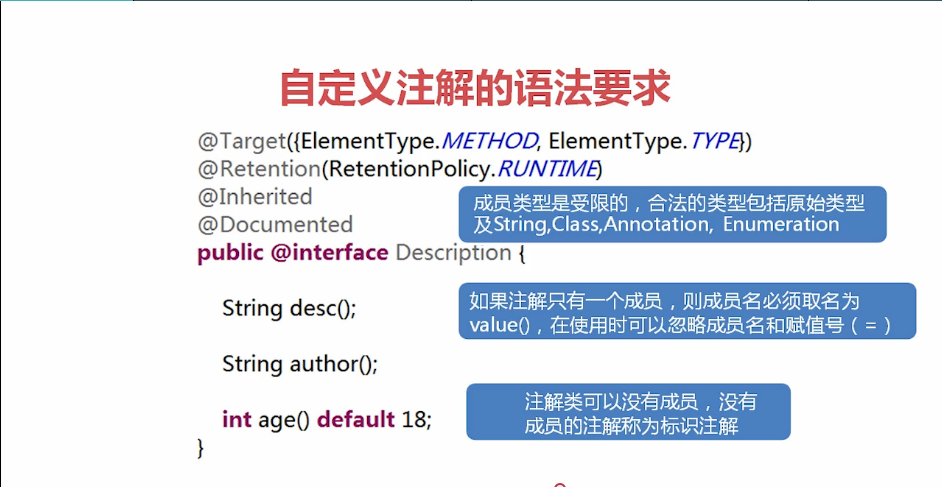 自定义注解的语法要求
@Target({ElementType.METHOD, ElementType.TYPE})
@Retention(RetentionPolicy.RUNTIME)
@Inherited
@Documented
public @interface Description {
成员类型是受限的，合法的类型包括原始类型
及String,Class,Annotation, Enumeration
String desc();
如果注解只有一个成员，则成员名必须取名为
value()，在使用时可以忽略成员名和赋值号（=）
String author();
int age() default 18;
注解类可以没有成员，没有
成员的注解称为标识注解
}